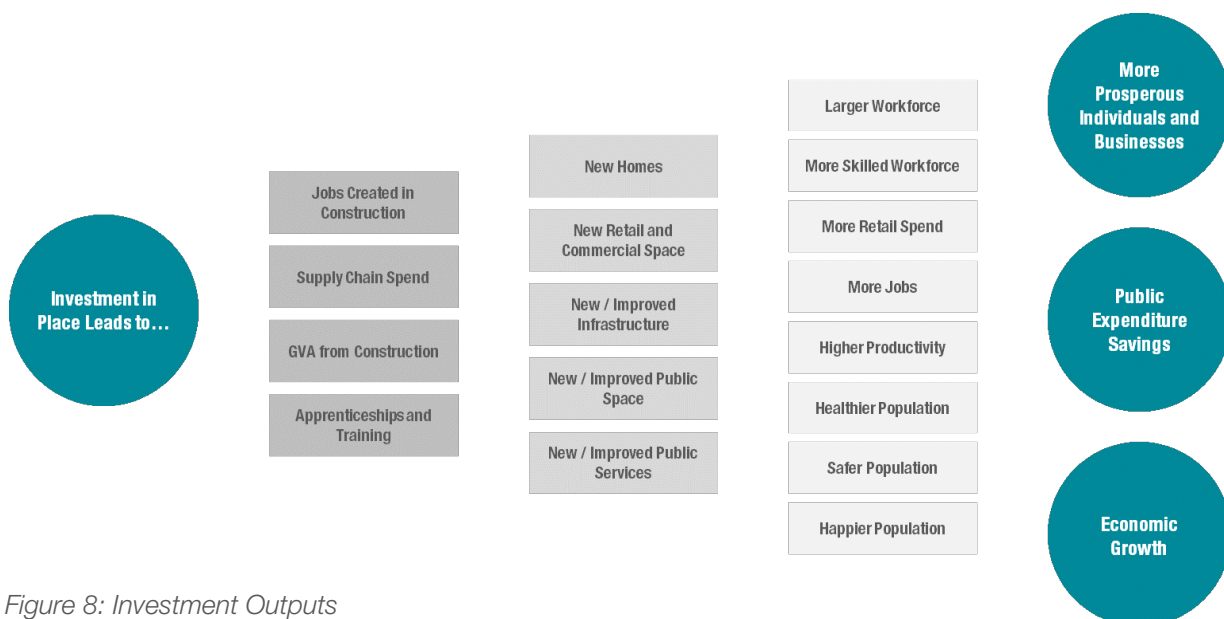 Investment in
Place Leads to...
Jobs Created in
Construction
Supply Chain Spend
GVA from Construction
Apprenticeships and
Training
New Homes
New Retail and
Commercial Space
New / Improved
Infrastructure
New / Improved Public
Space
New / Improved Public
Services
Larger Workforce
More Skilled Workforce
More Retail Spend
More Jobs
Higher Productivity
Healthier Population
Safer Population
Happier Population
More
Prosperous
Individuals and
Businesses
Public
Expenditure
Savings
Economic
Growth
Figure 8: Investment Outputs